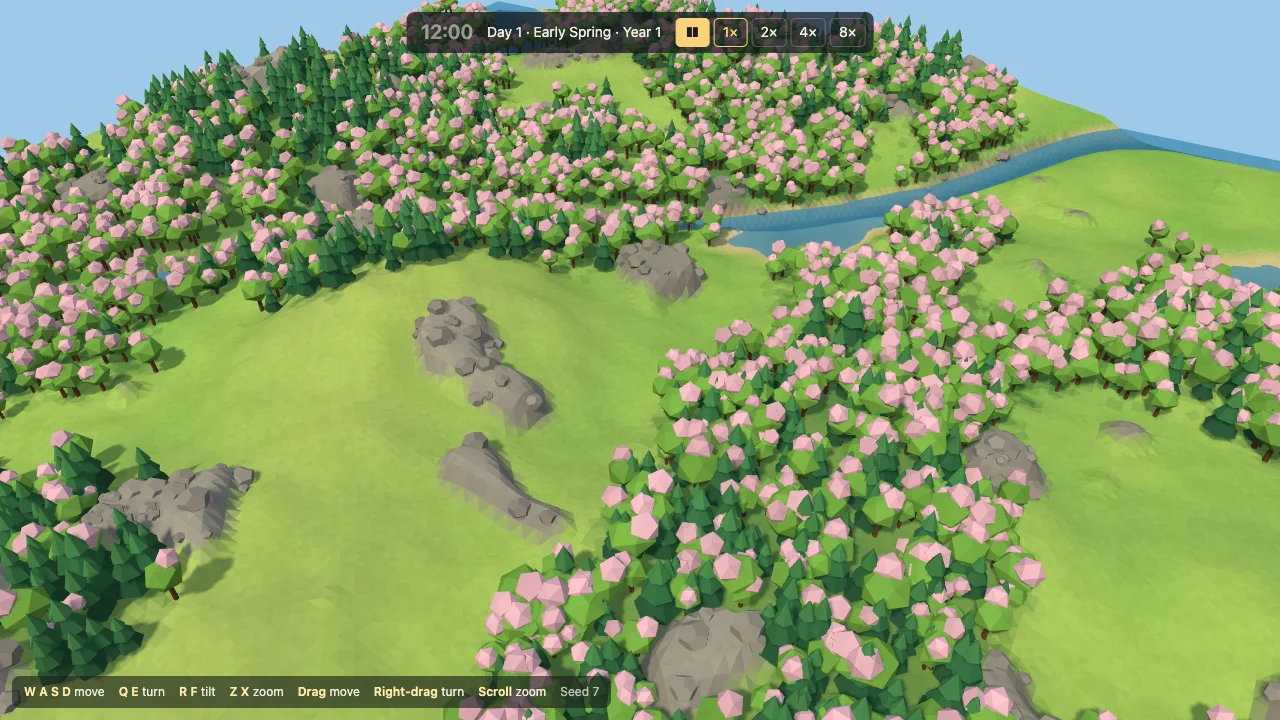 12:00 Day 1 · Early Spring · Year 1 1× 2× 4× 8×
W A S D move Q E turn R F tilt Z X zoom Drag move Right-drag turn Scroll zoom Seed 7